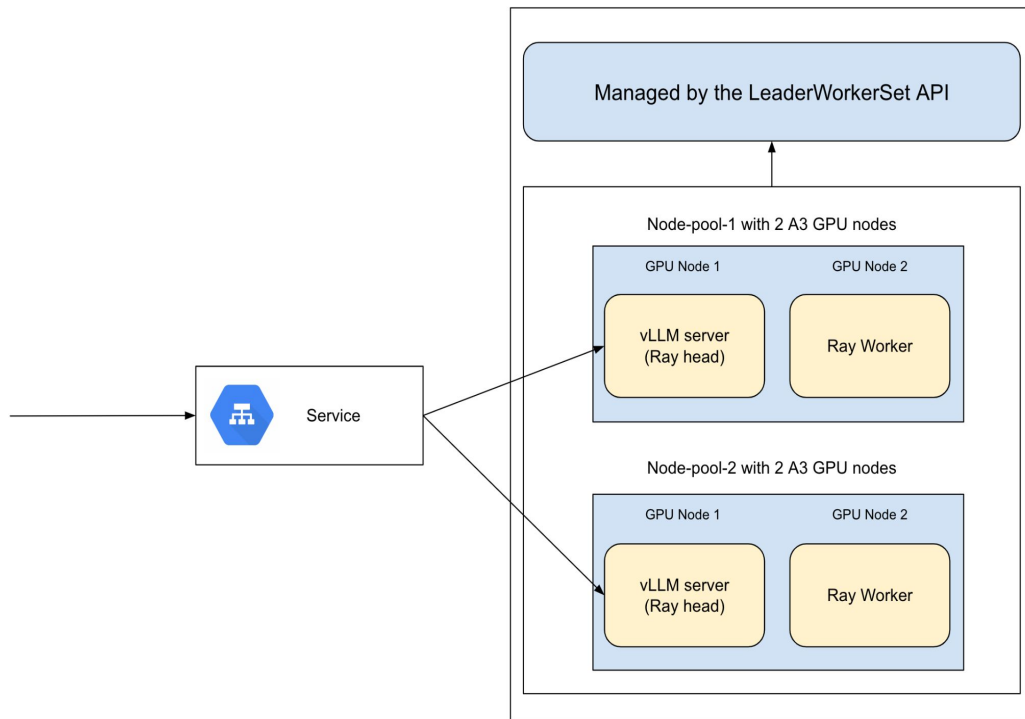 Managed by the LeaderWorkerSet API
Node-pool-1 with 2 A3 GPU nodes
GPU Node 1
GPU Node 2
vLLM server
(Ray head)
Ray Worker
Service
Node-pool-2 with 2 A3 GPU nodes
GPU Node 1
GPU Node 2
vLLM server
(Ray head)
Ray Worker